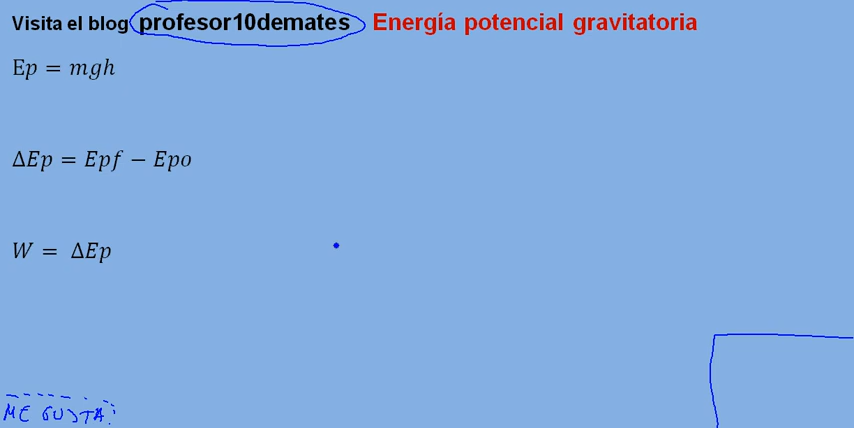 Visita el blog profesor10demates Energía potencial gravitatoria
Ep = mgh
ΔEp = Epf − Epo
W = ΔEp
ME GUSTA